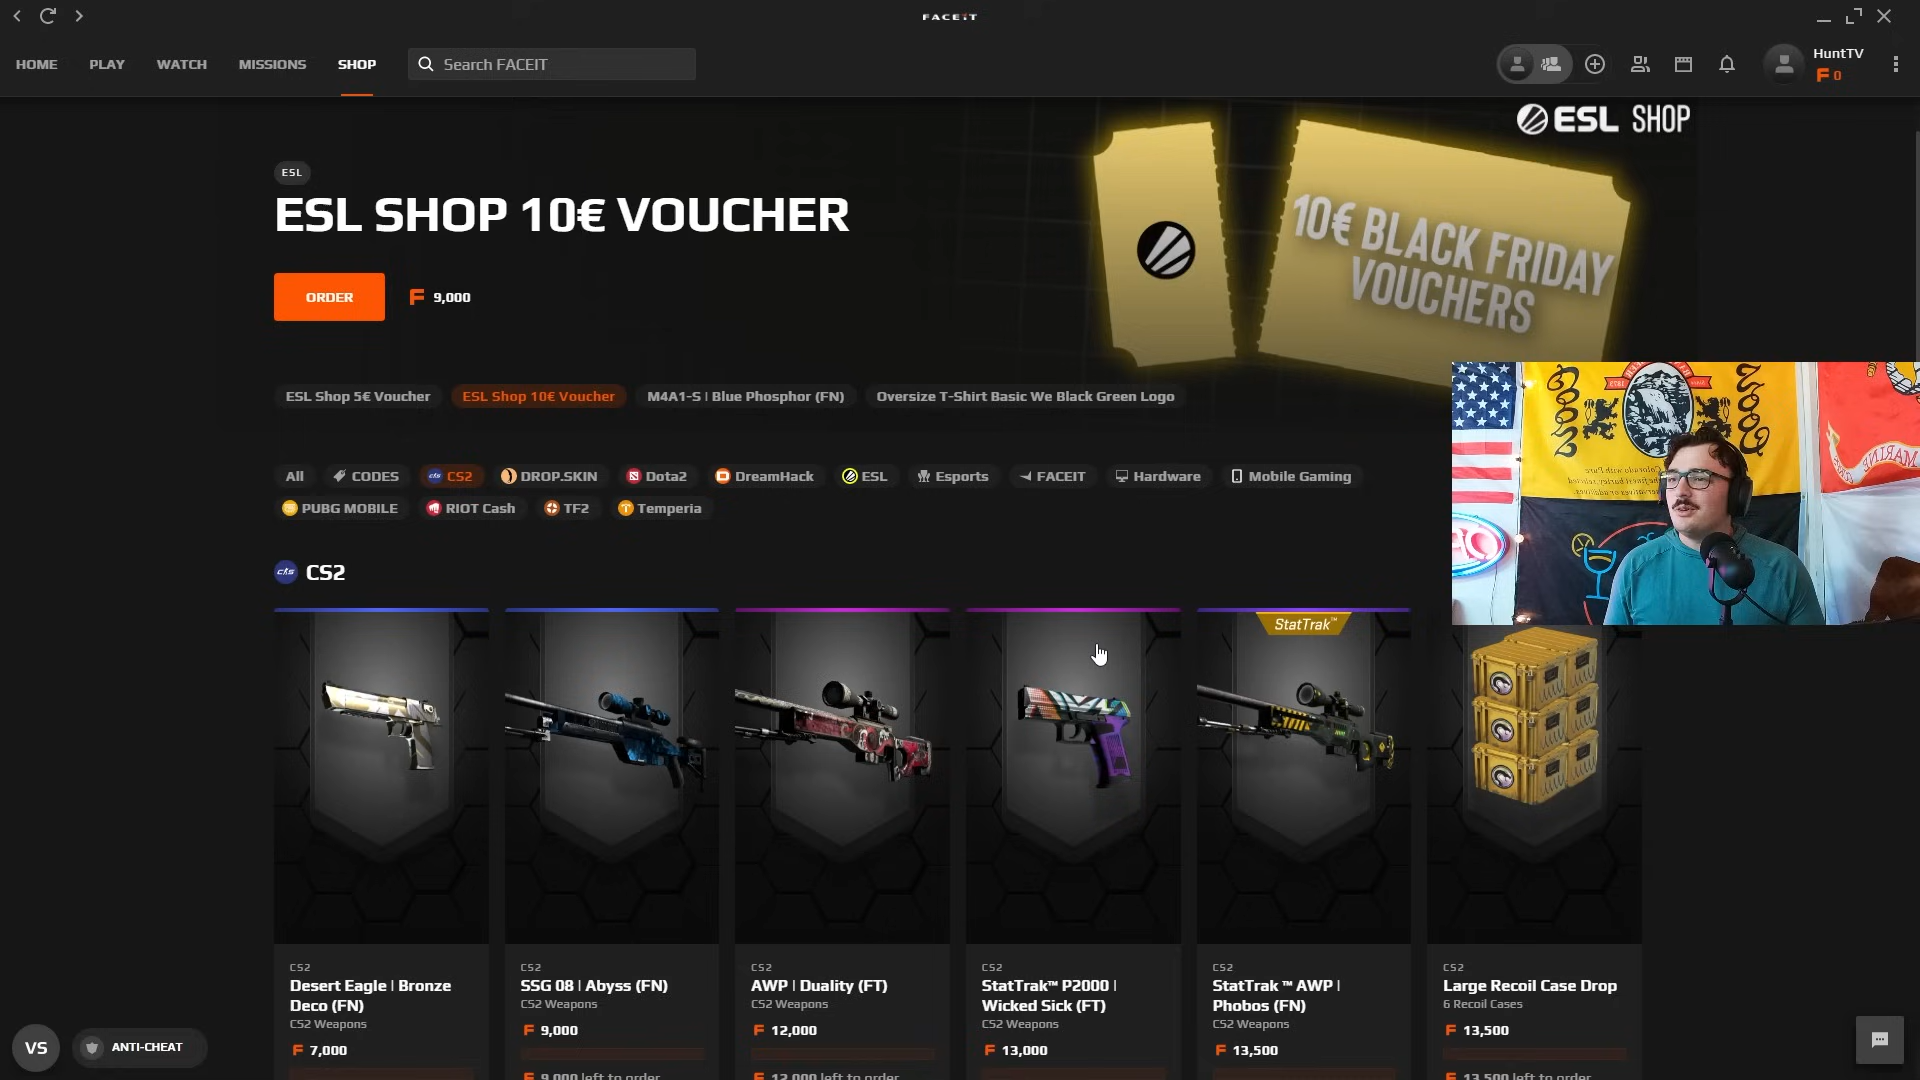 FACEIT
HOME
PLAY
WATCH
MISSIONS
SHOP
Search FACEIT
HuntTV
0
ESL SHOP
ESL
ESL SHOP 10€ VOUCHER
10€ BLACK FRIDAY
VOUCHERS
ORDER
9,000
ESL Shop 5€ Voucher
ESL Shop 10€ Voucher
M4A1-S | Blue Phosphor (FN)
Oversize T-Shirt Basic We Black Green Logo
All
CODES
CS2
DROP.SKIN
Dota2
DreamHack
ESL
Esports
FACEIT
Hardware
Mobile Gaming
PUBG MOBILE
RIOT Cash
TF2
Temperia
CS2
StatTrak™
CS2
Desert Eagle | Bronze
Deco (FN)
CS2 Weapons
7,000
CS2
SSG 08 | Abyss (FN)
CS2 Weapons
9,000
9,000 left to order
CS2
AWP | Duality (FT)
CS2 Weapons
12,000
12,000 left to order
CS2
StatTrak™ P2000 |
Wicked Sick (FT)
CS2 Weapons
13,000
CS2
StatTrak ™ AWP |
Phobos (FN)
CS2 Weapons
13,500
CS2
Large Recoil Case Drop
6 Recoil Cases
13,500
13,500 left to order
VS
ANTI-CHEAT